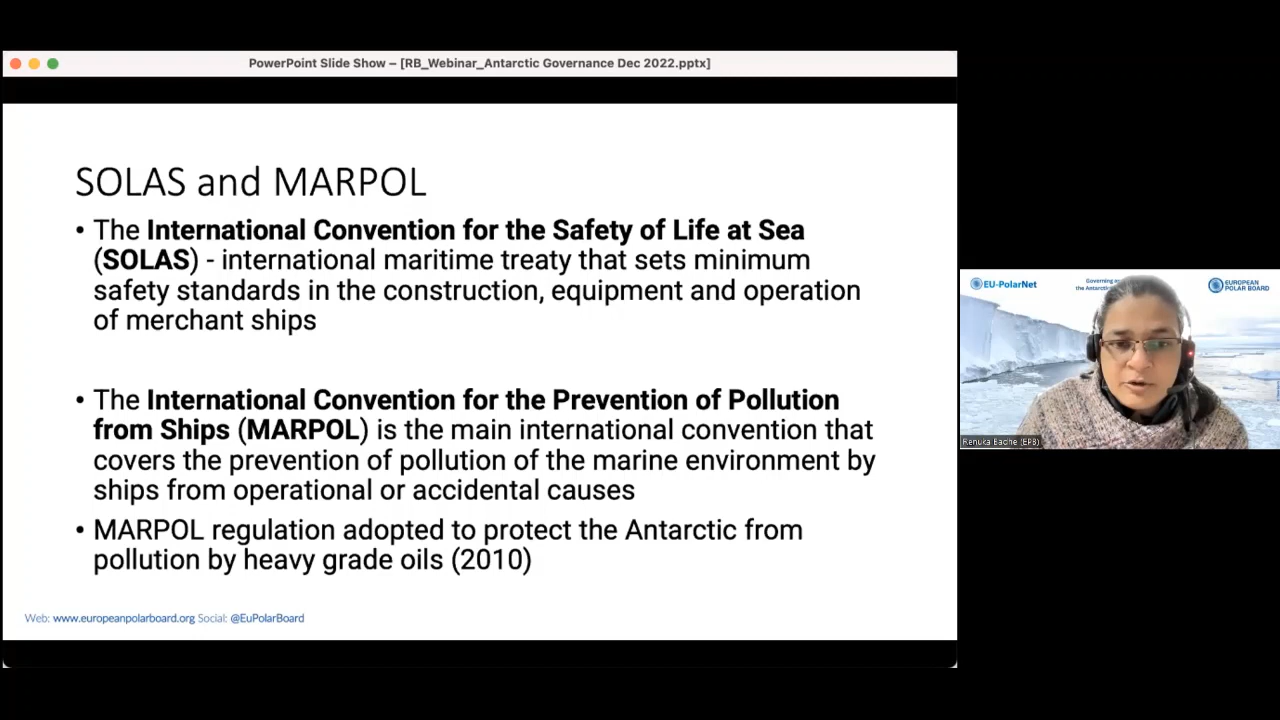 PowerPoint Slide Show – [RB_Webinar_Antarctic Governance Dec 2022.pptx]
SOLAS and MARPOL
• The International Convention for the Safety of Life at Sea
(SOLAS) - international maritime treaty that sets minimum
safety standards in the construction, equipment and operation
of merchant ships
• The International Convention for the Prevention of Pollution
from Ships (MARPOL) is the main international convention that
covers the prevention of pollution of the marine environment by
ships from operational or accidental causes
• MARPOL regulation adopted to protect the Antarctic from
pollution by heavy grade oils (2010)
Web: www.europeanpolarboard.org Social: @EuPolarBoard
EU-PolarNet
Governing
the Antarctic
EUROPEAN
POLAR BOARD
Renuka Badhe (EPB)